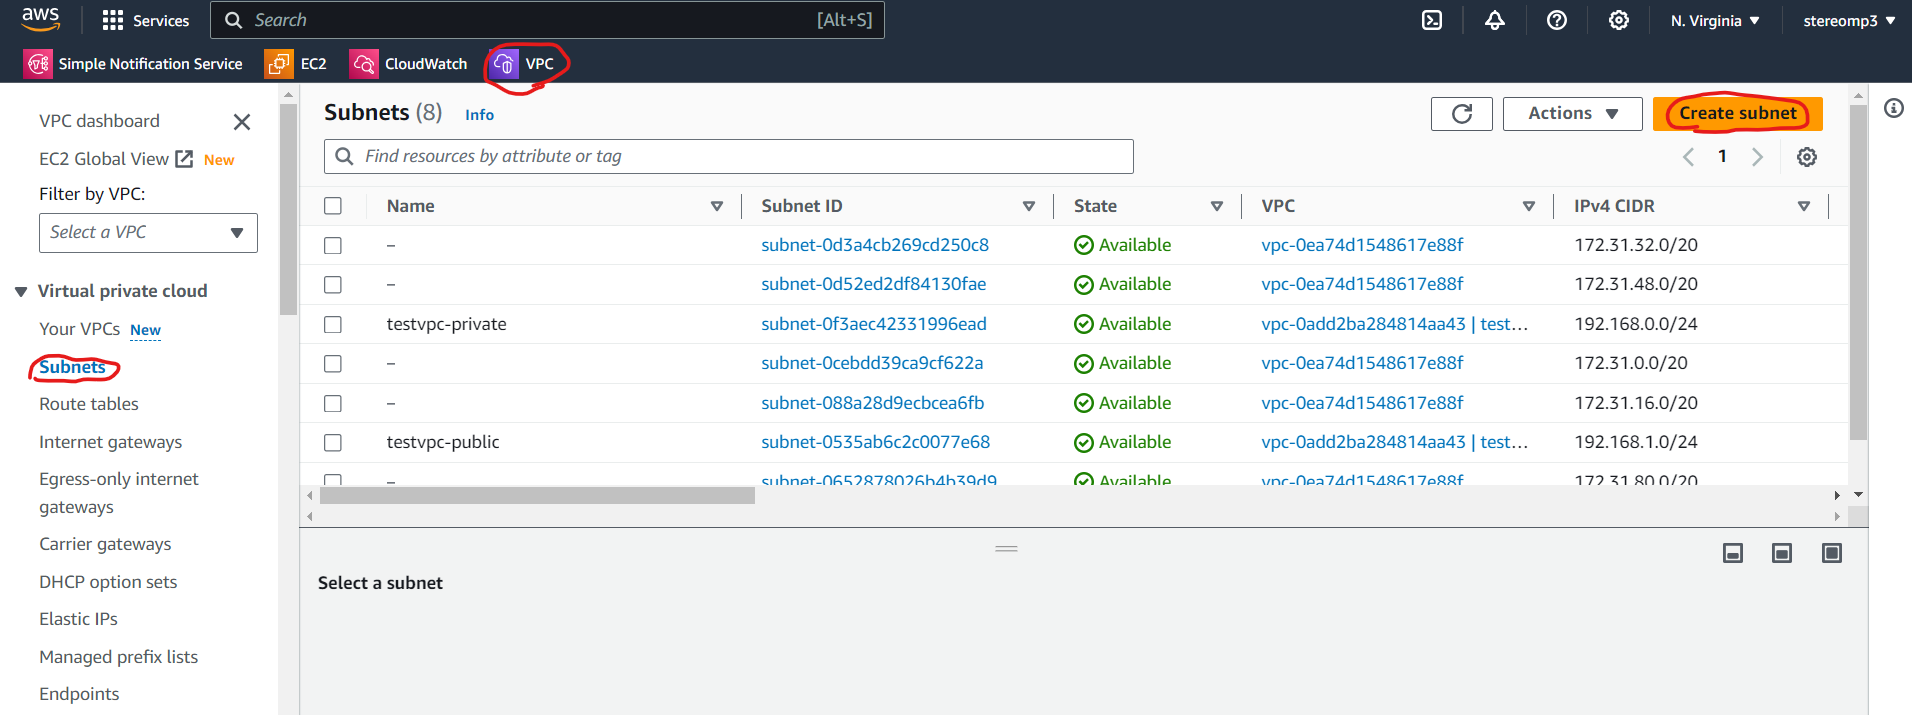 aws Services Search [Alt+S] N. Virginia stereomp3
Simple Notification Service EC2 CloudWatch VPC
VPC dashboard
EC2 Global View New
Filter by VPC:
Select a VPC
Virtual private cloud
Your VPCs New
Subnets
Route tables
Internet gateways
Egress-only internet
gateways
Carrier gateways
DHCP option sets
Elastic IPs
Managed prefix lists
Endpoints
Subnets (8) Info Actions Create subnet
Find resources by attribute or tag 1
Name Subnet ID State VPC IPv4 CIDR
– subnet-0d3a4cb269cd250c8 Available vpc-0ea74d1548617e88f 172.31.32.0/20
– subnet-0d52ed2df84130fae Available vpc-0ea74d1548617e88f 172.31.48.0/20
testvpc-private subnet-0f3aec42331996ead Available vpc-0add2ba284814aa43 | test... 192.168.0.0/24
– subnet-0cebdd39ca9cf622a Available vpc-0ea74d1548617e88f 172.31.0.0/20
– subnet-088a28d9ecbcea6fb Available vpc-0ea74d1548617e88f 172.31.16.0/20
testvpc-public subnet-0535ab6c2c0077e68 Available vpc-0add2ba284814aa43 | test... 192.168.1.0/24
– subnet-0652878026b4b39d9 Available vpc-0ea74d1548617e88f 172.31.80.0/20
Select a subnet